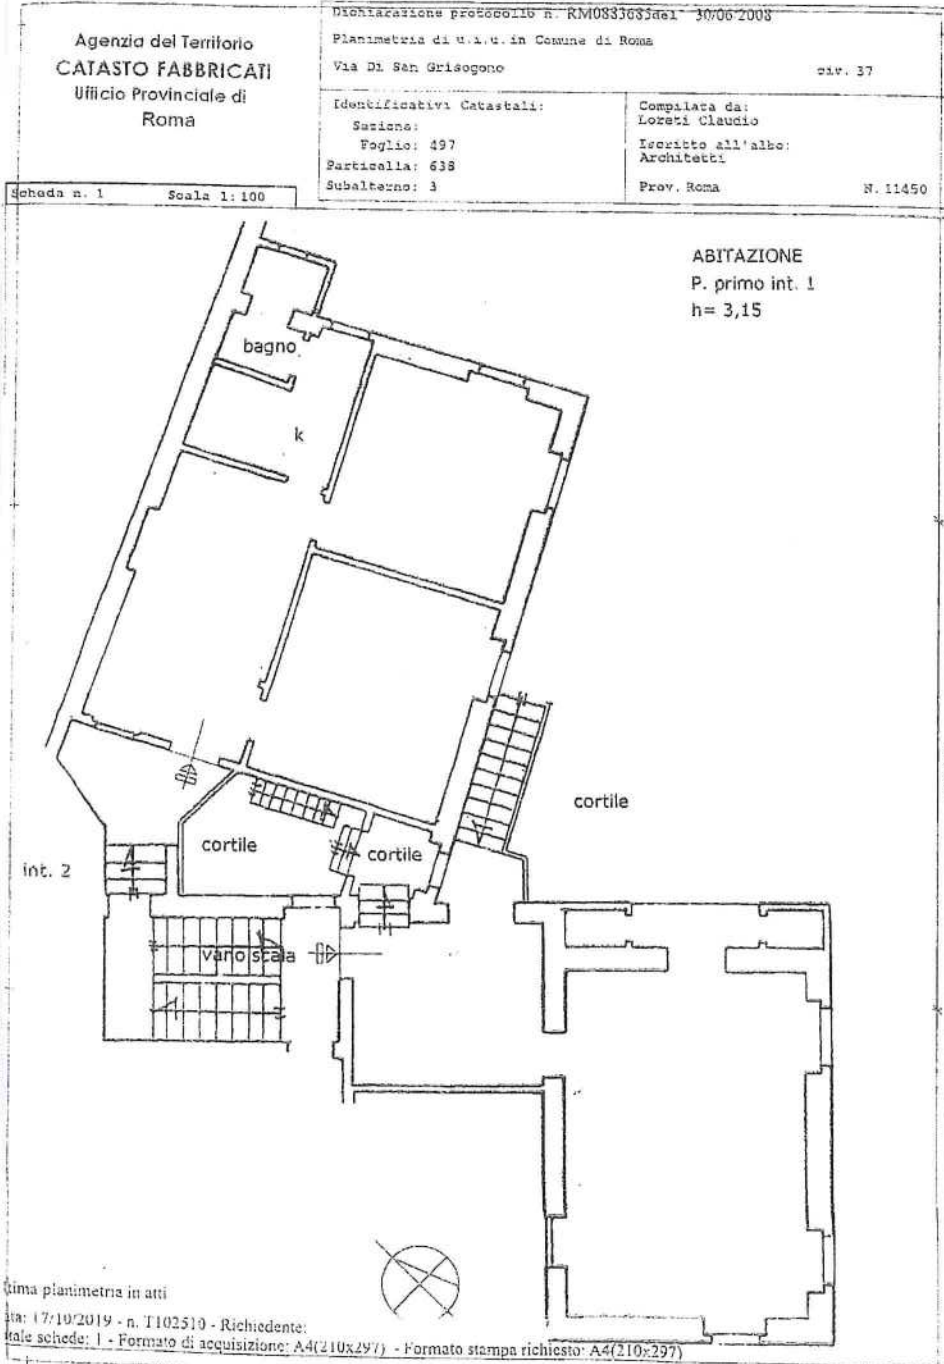 Agenzia del Territorio
CATASTO FABBRICATI
Ufficio Provinciale di
Roma
Scheda n. 1 Scala 1:100
Dichiarazione protocollo n. RM0883685del 30/06/2008
Planimetria di u.i.u. in Comune di Roma
Via Di San Grisogono civ. 37
Identificativi Catastali:
Sezione:
Foglio: 497
Particella: 638
Subalterno: 3
Compilata da:
Loreti Claudio
Iscritto all'albo:
Architetti
Prov. Roma N. 11450
ABITAZIONE
P. primo int. 1
h= 3,15
bagno
k
cortile
cortile
cortile
int. 2
vano scala
tima planimetria in atti
ta: 17/10/2019 - n. T102510 - Richiedente:
tale schede: 1 - Formato di acquisizione: A4(210x297) - Formato stampa richiesto: A4(210x297)